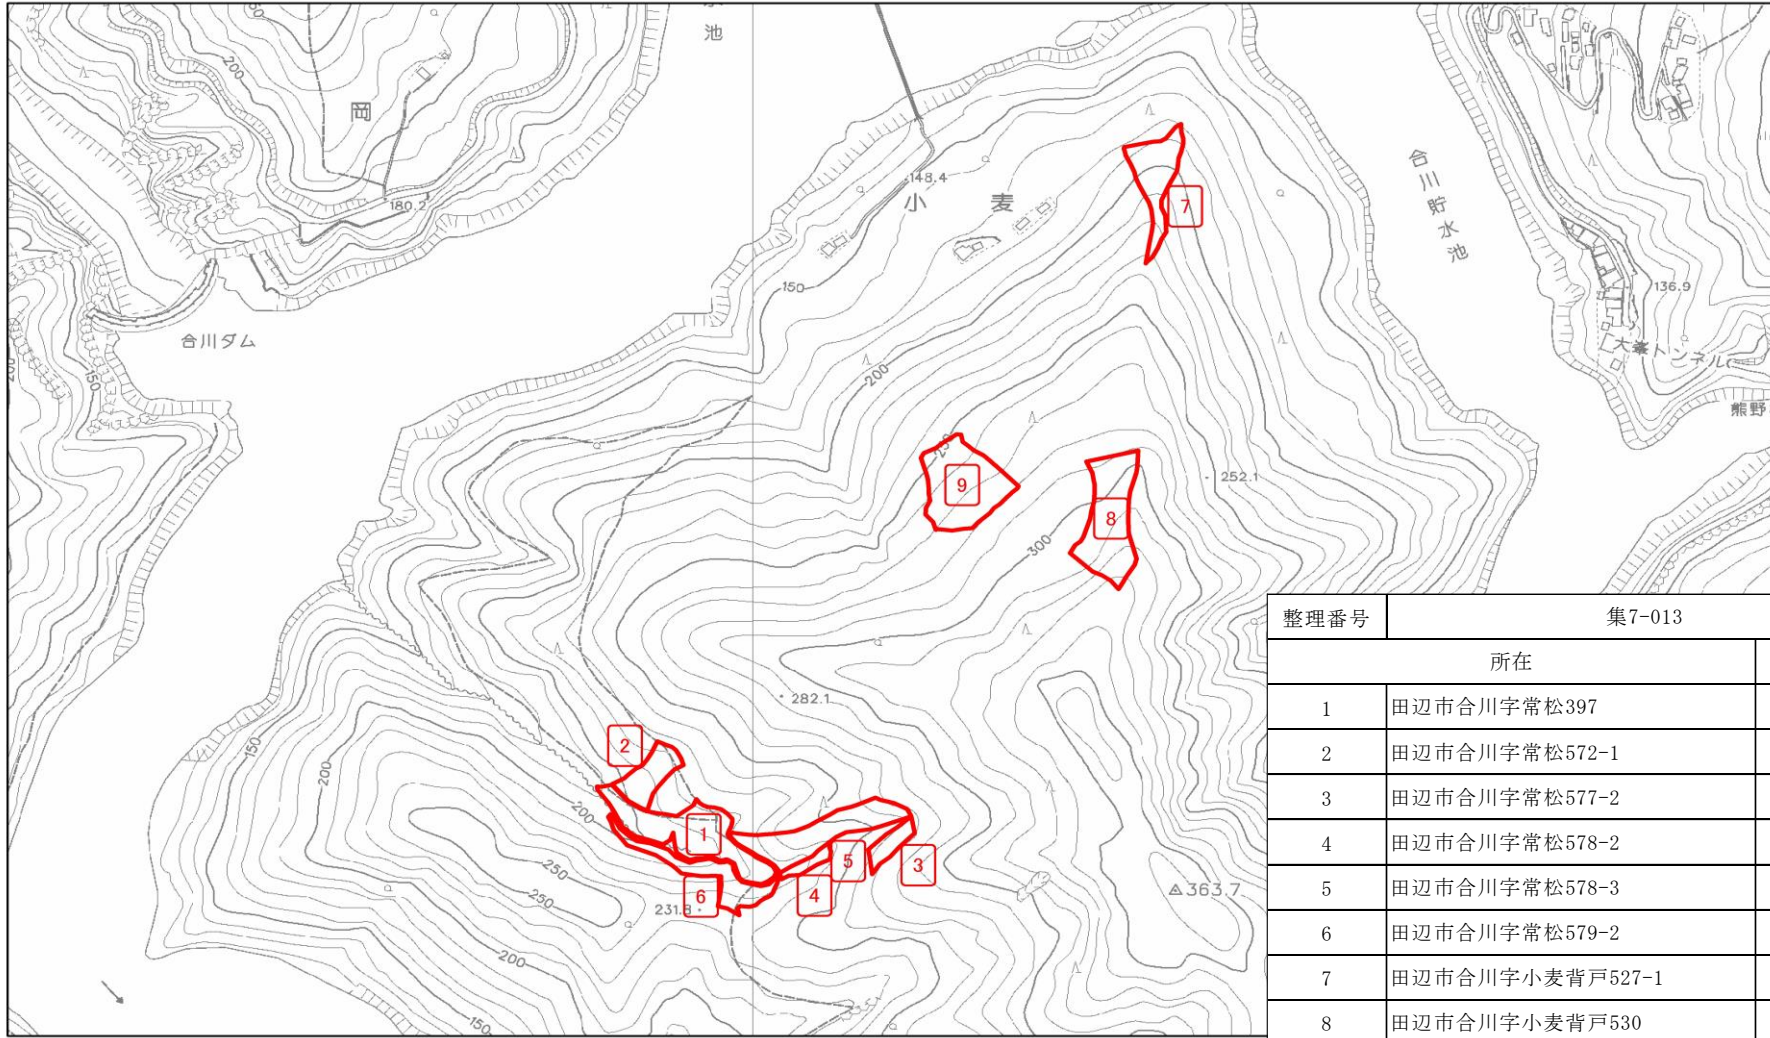 池
岡
200
180.2
148.4
小麦
7
合川貯水池
136.9
大峯トンネル
熊野
合川ダム
150
150
200
250
9
8
252.1
300
282.1
2
150
200
200
1
5
3
6
4
250
250
231.8
363.7
200
150
整理番号 集7-013
所在
1 田辺市合川字常松397
2 田辺市合川字常松572-1
3 田辺市合川字常松577-2
4 田辺市合川字常松578-2
5 田辺市合川字常松578-3
6 田辺市合川字常松579-2
7 田辺市合川字小麦背戸527-1
8 田辺市合川字小麦背戸530